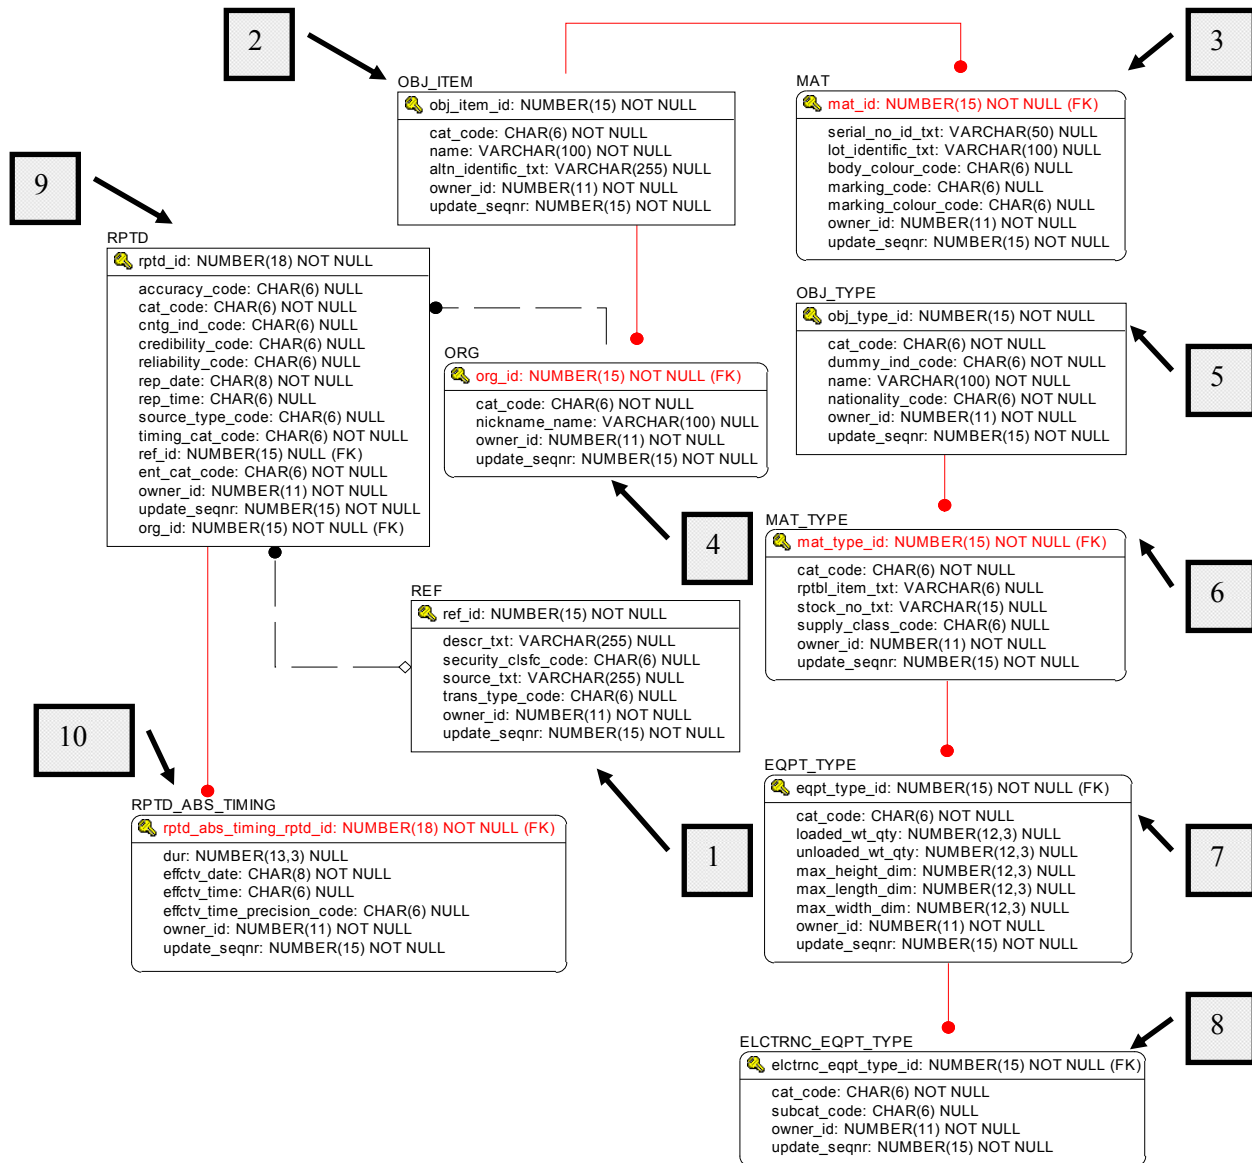 2
3
OBJ_ITEM
obj_item_id: NUMBER(15) NOT NULL
cat_code: CHAR(6) NOT NULL
name: VARCHAR(100) NOT NULL
altn_identific_txt: VARCHAR(255) NULL
owner_id: NUMBER(11) NOT NULL
update_seqnr: NUMBER(15) NOT NULL
MAT
mat_id: NUMBER(15) NOT NULL (FK)
serial_no_id_txt: VARCHAR(50) NULL
lot_identific_txt: VARCHAR(100) NULL
body_colour_code: CHAR(6) NULL
marking_code: CHAR(6) NULL
marking_colour_code: CHAR(6) NULL
owner_id: NUMBER(11) NOT NULL
update_seqnr: NUMBER(15) NOT NULL
9
RPTD
rptd_id: NUMBER(18) NOT NULL
accuracy_code: CHAR(6) NULL
cat_code: CHAR(6) NOT NULL
cntg_ind_code: CHAR(6) NULL
credibility_code: CHAR(6) NULL
reliability_code: CHAR(6) NULL
rep_date: CHAR(8) NOT NULL
rep_time: CHAR(6) NULL
source_type_code: CHAR(6) NULL
timing_cat_code: CHAR(6) NOT NULL
ref_id: NUMBER(15) NULL (FK)
ent_cat_code: CHAR(6) NOT NULL
owner_id: NUMBER(11) NOT NULL
update_seqnr: NUMBER(15) NOT NULL
org_id: NUMBER(15) NOT NULL (FK)
ORG
org_id: NUMBER(15) NOT NULL (FK)
cat_code: CHAR(6) NOT NULL
nickname_name: VARCHAR(100) NULL
owner_id: NUMBER(11) NOT NULL
update_seqnr: NUMBER(15) NOT NULL
4
OBJ_TYPE
obj_type_id: NUMBER(15) NOT NULL
cat_code: CHAR(6) NOT NULL
dummy_ind_code: CHAR(6) NULL
name: VARCHAR(100) NOT NULL
nationality_code: CHAR(6) NOT NULL
owner_id: NUMBER(11) NOT NULL
update_seqnr: NUMBER(15) NOT NULL
5
MAT_TYPE
mat_type_id: NUMBER(15) NOT NULL (FK)
cat_code: CHAR(6) NOT NULL
rptbl_item_txt: VARCHAR(6) NULL
stock_no_txt: VARCHAR(15) NULL
supply_class_code: CHAR(6) NULL
owner_id: NUMBER(11) NOT NULL
update_seqnr: NUMBER(15) NOT NULL
6
REF
ref_id: NUMBER(15) NOT NULL
descr_txt: VARCHAR(255) NULL
security_clsfc_code: CHAR(6) NULL
source_txt: VARCHAR(255) NULL
trans_type_code: CHAR(6) NULL
owner_id: NUMBER(11) NOT NULL
update_seqnr: NUMBER(15) NOT NULL
1
10
RPTD_ABS_TIMING
rptd_abs_timing_rptd_id: NUMBER(18) NOT NULL (FK)
dur: NUMBER(13,3) NULL
effctv_date: CHAR(8) NOT NULL
effctv_time: CHAR(6) NULL
effctv_time_precision_code: CHAR(6) NULL
owner_id: NUMBER(11) NOT NULL
update_seqnr: NUMBER(15) NOT NULL
EQPT_TYPE
eqpt_type_id: NUMBER(15) NOT NULL (FK)
cat_code: CHAR(6) NOT NULL
loaded_wt_qty: NUMBER(12,3) NULL
unloaded_wt_qty: NUMBER(12,3) NULL
max_height_dim: NUMBER(12,3) NULL
max_length_dim: NUMBER(12,3) NULL
max_width_dim: NUMBER(12,3) NULL
owner_id: NUMBER(11) NOT NULL
update_seqnr: NUMBER(15) NOT NULL
7
8
ELCTRNC_EQPT_TYPE
elctrnc_eqpt_type_id: NUMBER(15) NOT NULL (FK)
cat_code: CHAR(6) NOT NULL
subcat_code: CHAR(6) NULL
owner_id: NUMBER(11) NOT NULL
update_seqnr: NUMBER(15) NOT NULL